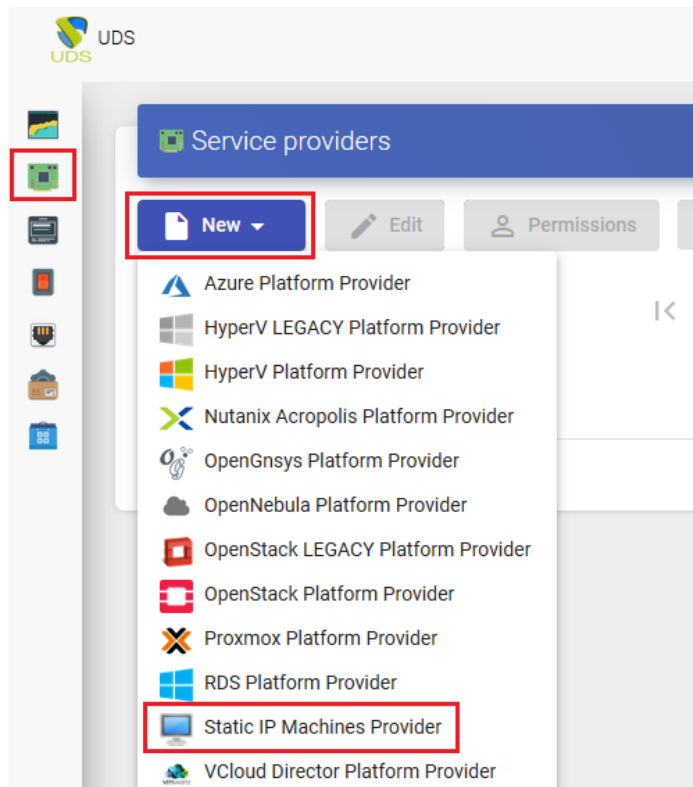 UDS
UDS
Service providers
New
Edit
Permissions
Azure Platform Provider
HyperV LEGACY Platform Provider
HyperV Platform Provider
Nutanix Acropolis Platform Provider
OpenGnsys Platform Provider
OpenNebula Platform Provider
OpenStack LEGACY Platform Provider
OpenStack Platform Provider
Proxmox Platform Provider
RDS Platform Provider
Static IP Machines Provider
VCloud Director Platform Provider
vmware